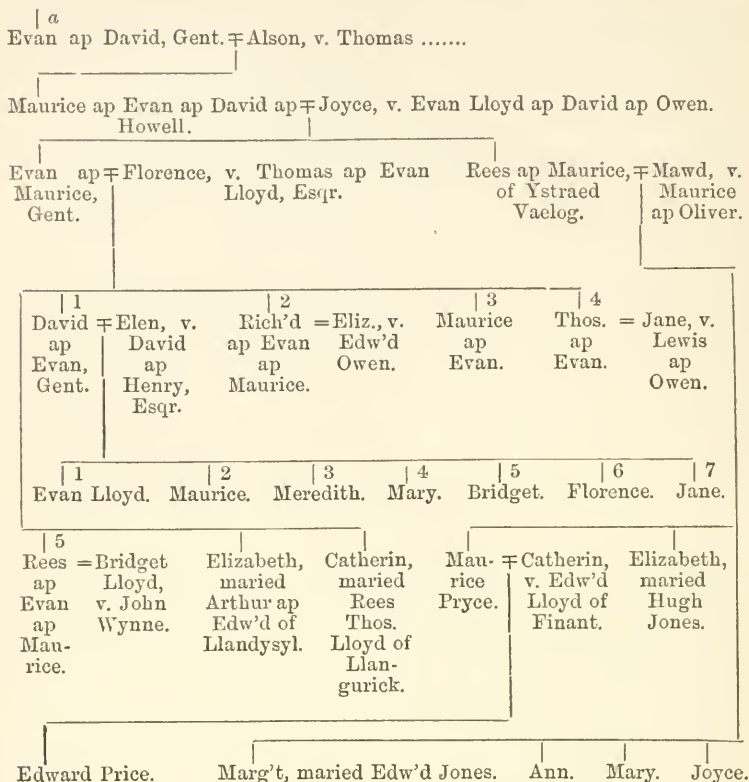 a
Evan ap David, Gent. ∓ Alson, v. Thomas .......
Maurice ap Evan ap David ap ∓ Joyce, v. Evan Lloyd ap David ap Owen.
Howell.
Evan ap ∓ Florence, v. Thomas ap Evan Rees ap Maurice, ∓ Mawd, v.
Maurice, Lloyd, Esqr. of Ystraed Maurice
Gent. Vaelog. ap Oliver.
1 2 3 4
David ∓ Elen, v. Rich'd = Eliz., v. Maurice Thos. = Jane, v.
ap David ap Evan Edw'd ap ap Lewis
Evan, ap ap Owen. Evan. Evan. ap
Gent. Henry, Maurice. Owen.
Esqr.
1 2 3 4 5 6 7
Evan Lloyd. Maurice. Meredith. Mary. Bridget. Florence. Jane.
5
Rees = Bridget Elizabeth, Catherin, Mau- ∓ Catherin, Elizabeth,
ap Lloyd, maried maried rice v. Edw'd maried
Evan v. John Arthur ap Rees Pryce. Lloyd of Hugh
ap Wynne. Edw'd of Thos. Finant. Jones.
Mau- Llandysyl. Lloyd of
rice. Llan-
gurick.
Edward Price. Marg't, maried Edw'd Jones. Ann. Mary. Joyce.